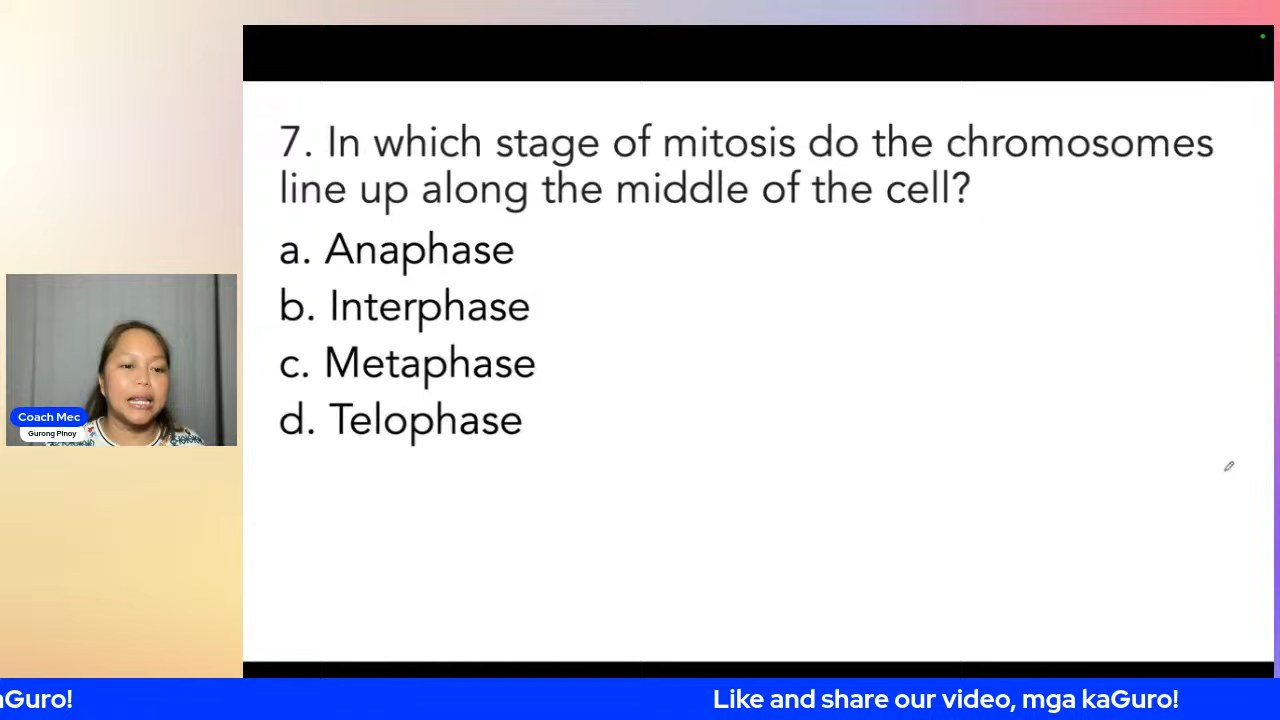 7. In which stage of mitosis do the chromosomes
line up along the middle of the cell?
a. Anaphase
b. Interphase
c. Metaphase
d. Telophase
Coach Mec
Gurong Pinoy
aGuro!
Like and share our video, mga kaGuro!